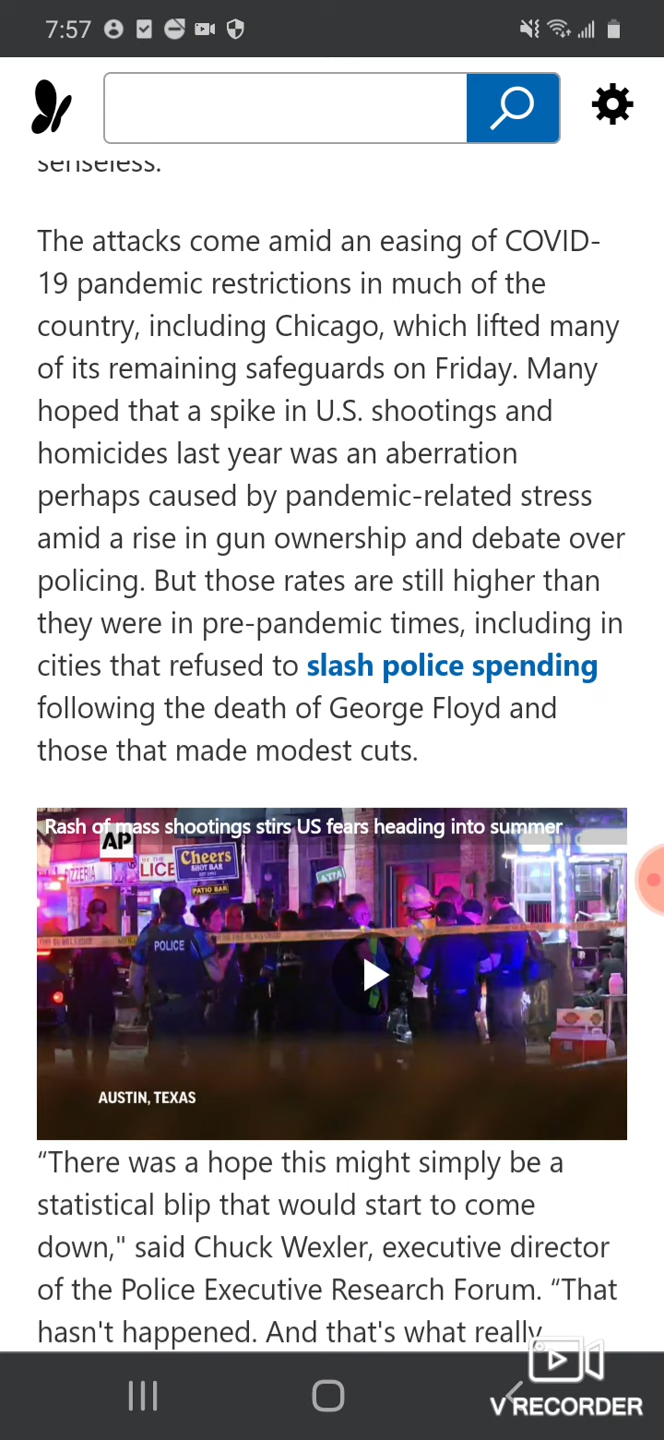 7:57
senseless.
The attacks come amid an easing of COVID-
19 pandemic restrictions in much of the
country, including Chicago, which lifted many
of its remaining safeguards on Friday. Many
hoped that a spike in U.S. shootings and
homicides last year was an aberration
perhaps caused by pandemic-related stress
amid a rise in gun ownership and debate over
policing. But those rates are still higher than
they were in pre-pandemic times, including in
cities that refused to slash police spending
following the death of George Floyd and
those that made modest cuts.
Rash of mass shootings stirs US fears heading into summer
AP
PIZZERIA
LICE
Cheers
SHOT BAR
PATIO BAR
POLICE
AUSTIN, TEXAS
“There was a hope this might simply be a
statistical blip that would start to come
down," said Chuck Wexler, executive director
of the Police Executive Research Forum. “That
hasn't happened. And that's what really
V RECORDER